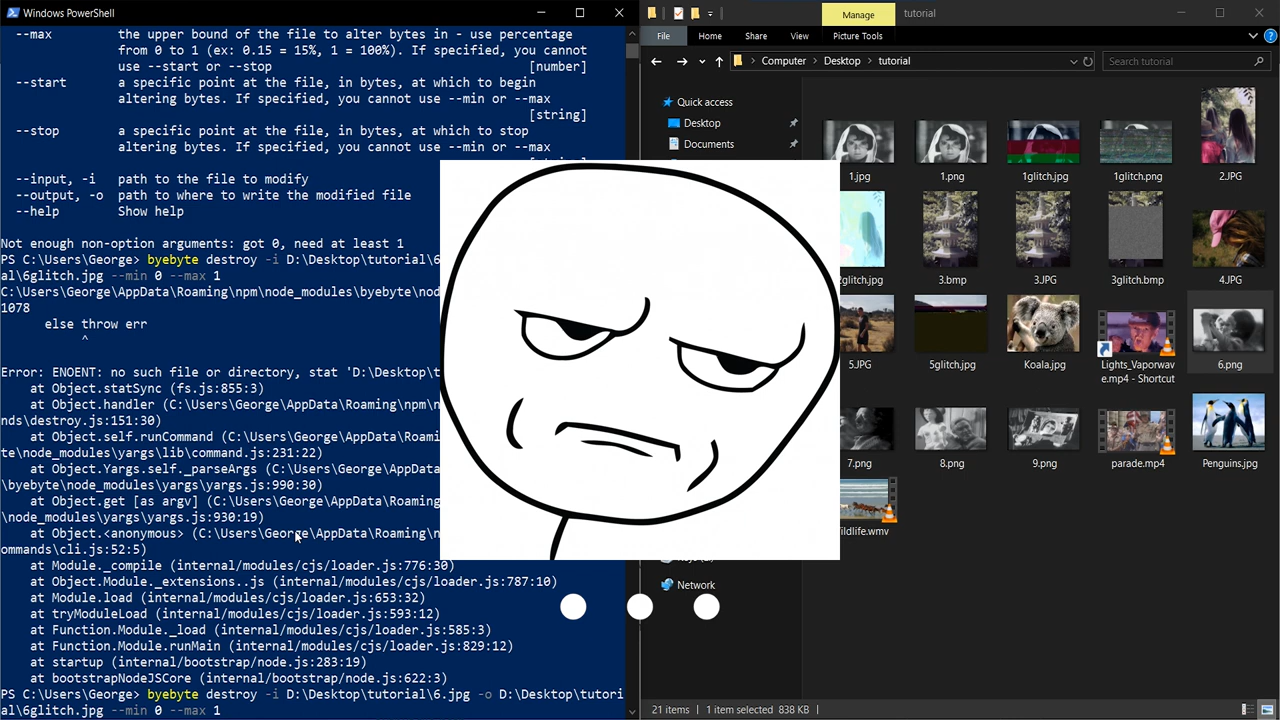 Windows PowerShell
--max the upper bound of the file to alter bytes in - use percentage
from 0 to 1 (ex: 0.15 = 15%, 1 = 100%). If specified, you cannot
use --start or --stop [number]
--start a specific point at the file, in bytes, at which to begin
altering bytes. If specified, you cannot use --min or --max
[string]
--stop a specific point at the file, in bytes, at which to stop
altering bytes. If specified, you cannot use --min or --max
--input, -i path to the file to modify
--output, -o path to where to write the modified file
--help Show help
Not enough non-option arguments: got 0, need at least 1
PS C:\Users\George> byebyte destroy -i D:\Desktop\tutorial\6
al\6glitch.jpg --min 0 --max 1
C:\Users\George\AppData\Roaming\npm\node_modules\byebyte\nod
1078
else throw err
^
Error: ENOENT: no such file or directory, stat 'D:\Desktop\t
at Object.statSync (fs.js:855:3)
at Object.handler (C:\Users\George\AppData\Roaming\npm\n
nds\destroy.js:151:30)
at Object.self.runCommand (C:\Users\George\AppData\Roami
te\node_modules\yargs\lib\command.js:231:22)
at Object.Yargs.self._parseArgs (C:\Users\George\AppData
\byebyte\node_modules\yargs\yargs.js:990:30)
at Object.get [as argv] (C:\Users\George\AppData\Roaming
\node_modules\yargs\yargs.js:930:19)
at Object.<anonymous> (C:\Users\George\AppData\Roaming\n
ommands\cli.js:52:5)
at Module._compile (internal/modules/cjs/loader.js:776:30)
at Object.Module._extensions..js (internal/modules/cjs/loader.js:787:10)
at Module.load (internal/modules/cjs/loader.js:653:32)
at tryModuleLoad (internal/modules/cjs/loader.js:593:12)
at Function.Module._load (internal/modules/cjs/loader.js:585:3)
at Function.Module.runMain (internal/modules/cjs/loader.js:829:12)
at startup (internal/bootstrap/node.js:283:19)
at bootstrapNodeJSCore (internal/bootstrap/node.js:622:3)
PS C:\Users\George> byebyte destroy -i D:\Desktop\tutorial\6.jpg -o D:\Desktop\tutori
al\6glitch.jpg --min 0 --max 1
Manage tutorial
File Home Share View Picture Tools
Computer Desktop tutorial Search tutorial
Quick access
Desktop
Documents
Network
1.jpg 1.png 1glitch.jpg 1glitch.png 2.JPG
glitch.jpg 3.bmp 3.JPG 3glitch.bmp 4.JPG
5.JPG 5glitch.jpg Koala.jpg Lights_Vaporwav 6.png
e.mp4 - Shortcut
7.png 8.png 9.png parade.mp4 Penguins.jpg
ildlife.wmv
21 items 1 item selected 838 KB